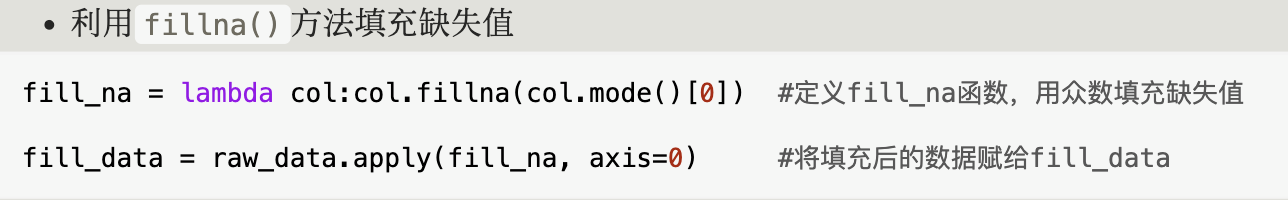 • 利用fillna()方法填充缺失值
fill_na = lambda col:col.fillna(col.mode()[0])  #定义fill_na函数，用众数填充缺失值
fill_data = raw_data.apply(fill_na, axis=0)     #将填充后的数据赋给fill_data